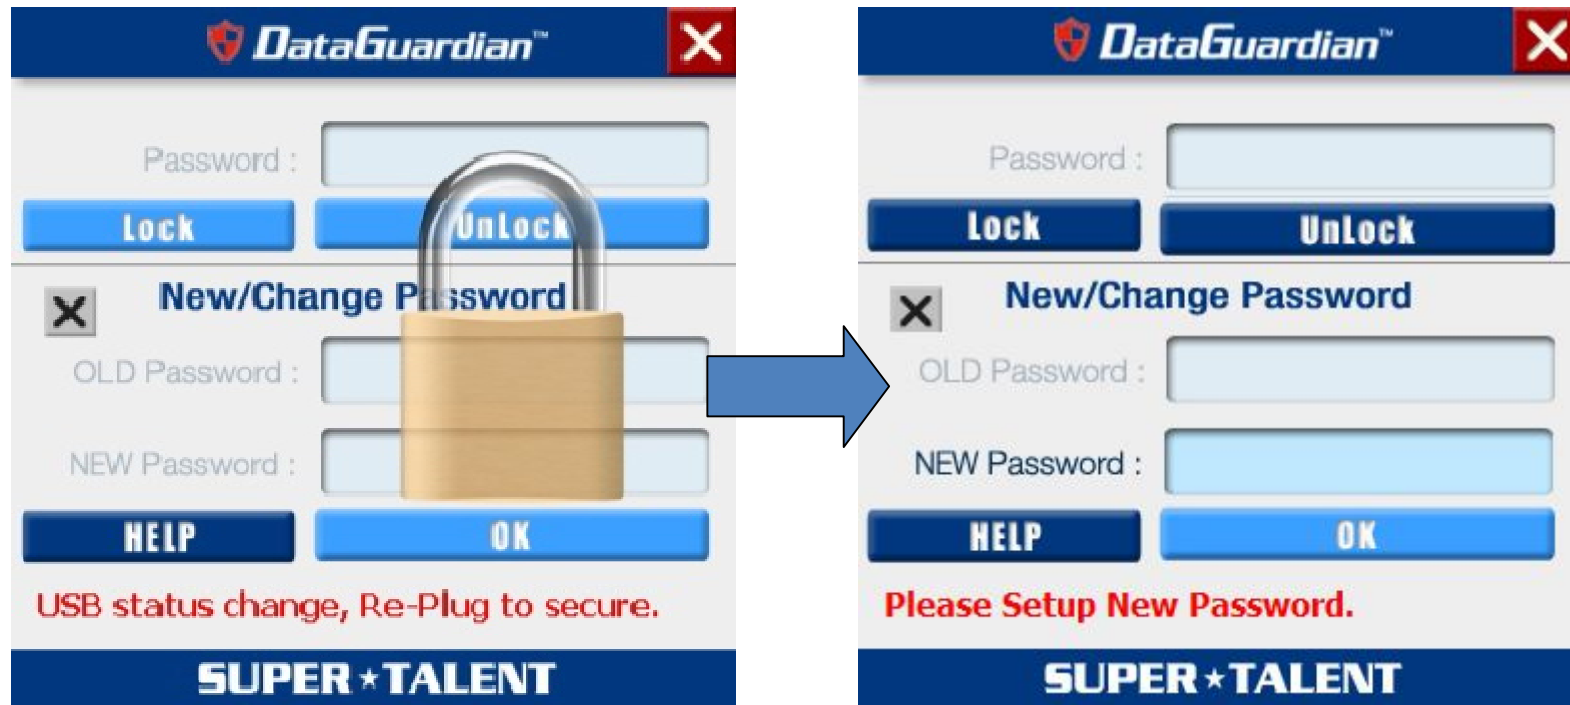 DataGuardian™
Password :
Lock UnLock
New/Change Password
OLD Password :
NEW Password :
HELP OK
USB status change, Re-Plug to secure.
SUPER★TALENT
DataGuardian™
Password :
Lock UnLock
New/Change Password
OLD Password :
NEW Password :
HELP OK
Please Setup New Password.
SUPER★TALENT